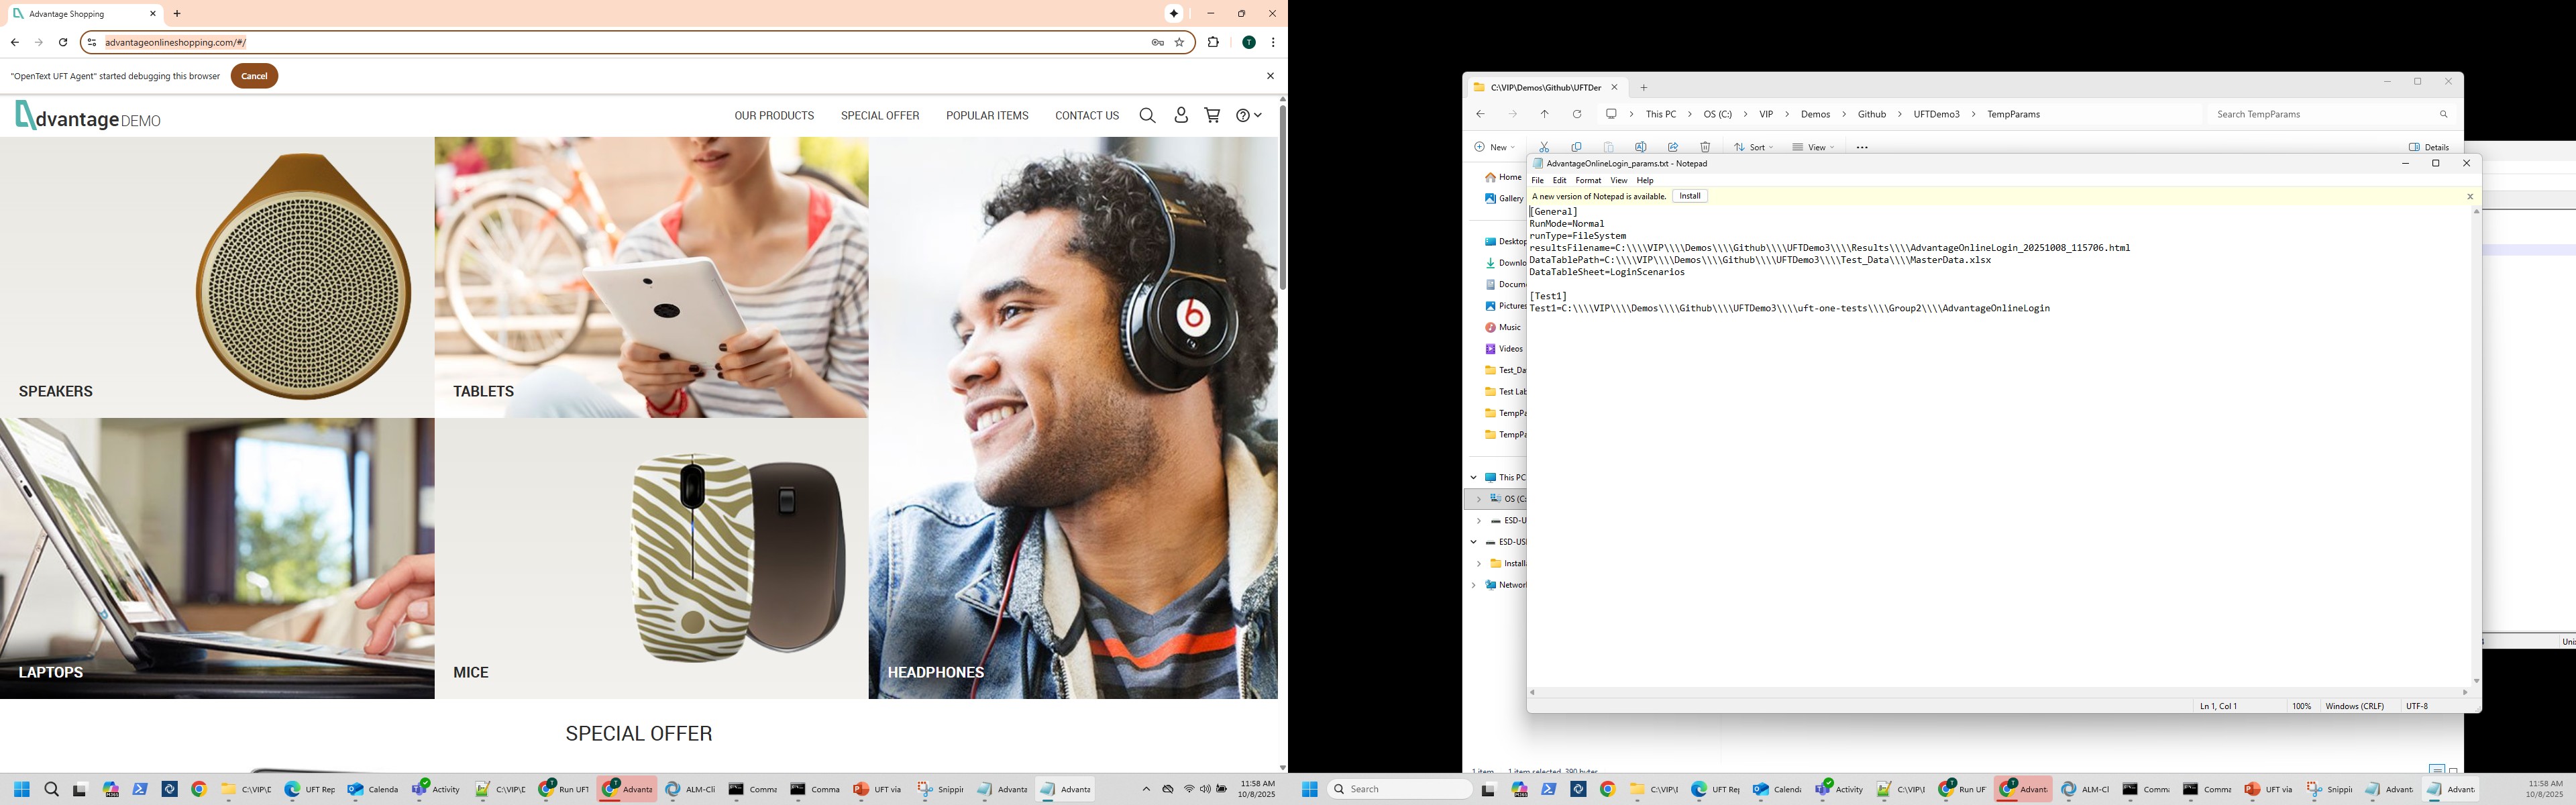 Advantage Shopping
advantageonlineshopping.com/#/
T
"OpenText UFT Agent" started debugging this browser
Cancel
dvantage DEMO
OUR PRODUCTS
SPECIAL OFFER
POPULAR ITEMS
CONTACT US
SPEAKERS
TABLETS
LAPTOPS
MICE
HEADPHONES
SPECIAL OFFER
C:\VIP\Demos\Github\UFTDer
This PC
OS (C:)
VIP
Demos
Github
UFTDemo3
TempParams
Search TempParams
New
Sort
View
Details
Home
Gallery
Desktop
Downlo
Docume
Pictures
Music
Videos
Test_Da
Test Lab
TempPa
TempPa
This PC
OS (C:
ESD-U
ESD-USI
Installa
Networ
1 item
1 item selected 390 bytes
AdvantageOnlineLogin_params.txt - Notepad
File
Edit
Format
View
Help
A new version of Notepad is available.
Install
[General]
RunMode=Normal
runType=FileSystem
resultsFilename=C:\\\\VIP\\\\Demos\\\\Github\\\\UFTDemo3\\\\Results\\\\AdvantageOnlineLogin_20251008_115706.html
DataTablePath=C:\\\\VIP\\\\Demos\\\\Github\\\\UFTDemo3\\\\Test_Data\\\\MasterData.xlsx
DataTableSheet=LoginScenarios
[Test1]
Test1=C:\\\\VIP\\\\Demos\\\\Github\\\\UFTDemo3\\\\uft-one-tests\\\\Group2\\\\AdvantageOnlineLogin
Ln 1, Col 1
100%
Windows (CRLF)
UTF-8
C:\VIP\D
UFT Rep
Calenda
Activity
C:\VIP\D
Run UFT
Advanta
ALM-Cli
Comma
Comma
UFT via
Snippin
Advanta
Advanta
11:58 AM
10/8/2025
Search
C:\VIP\I
UFT Re
Calenda
Activity
C:\VIP\I
Run UF
Advant
ALM-Cl
Comm
Comm
UFT vi
Snippi
Advant
Advant
11:58 AM
10/8/2025